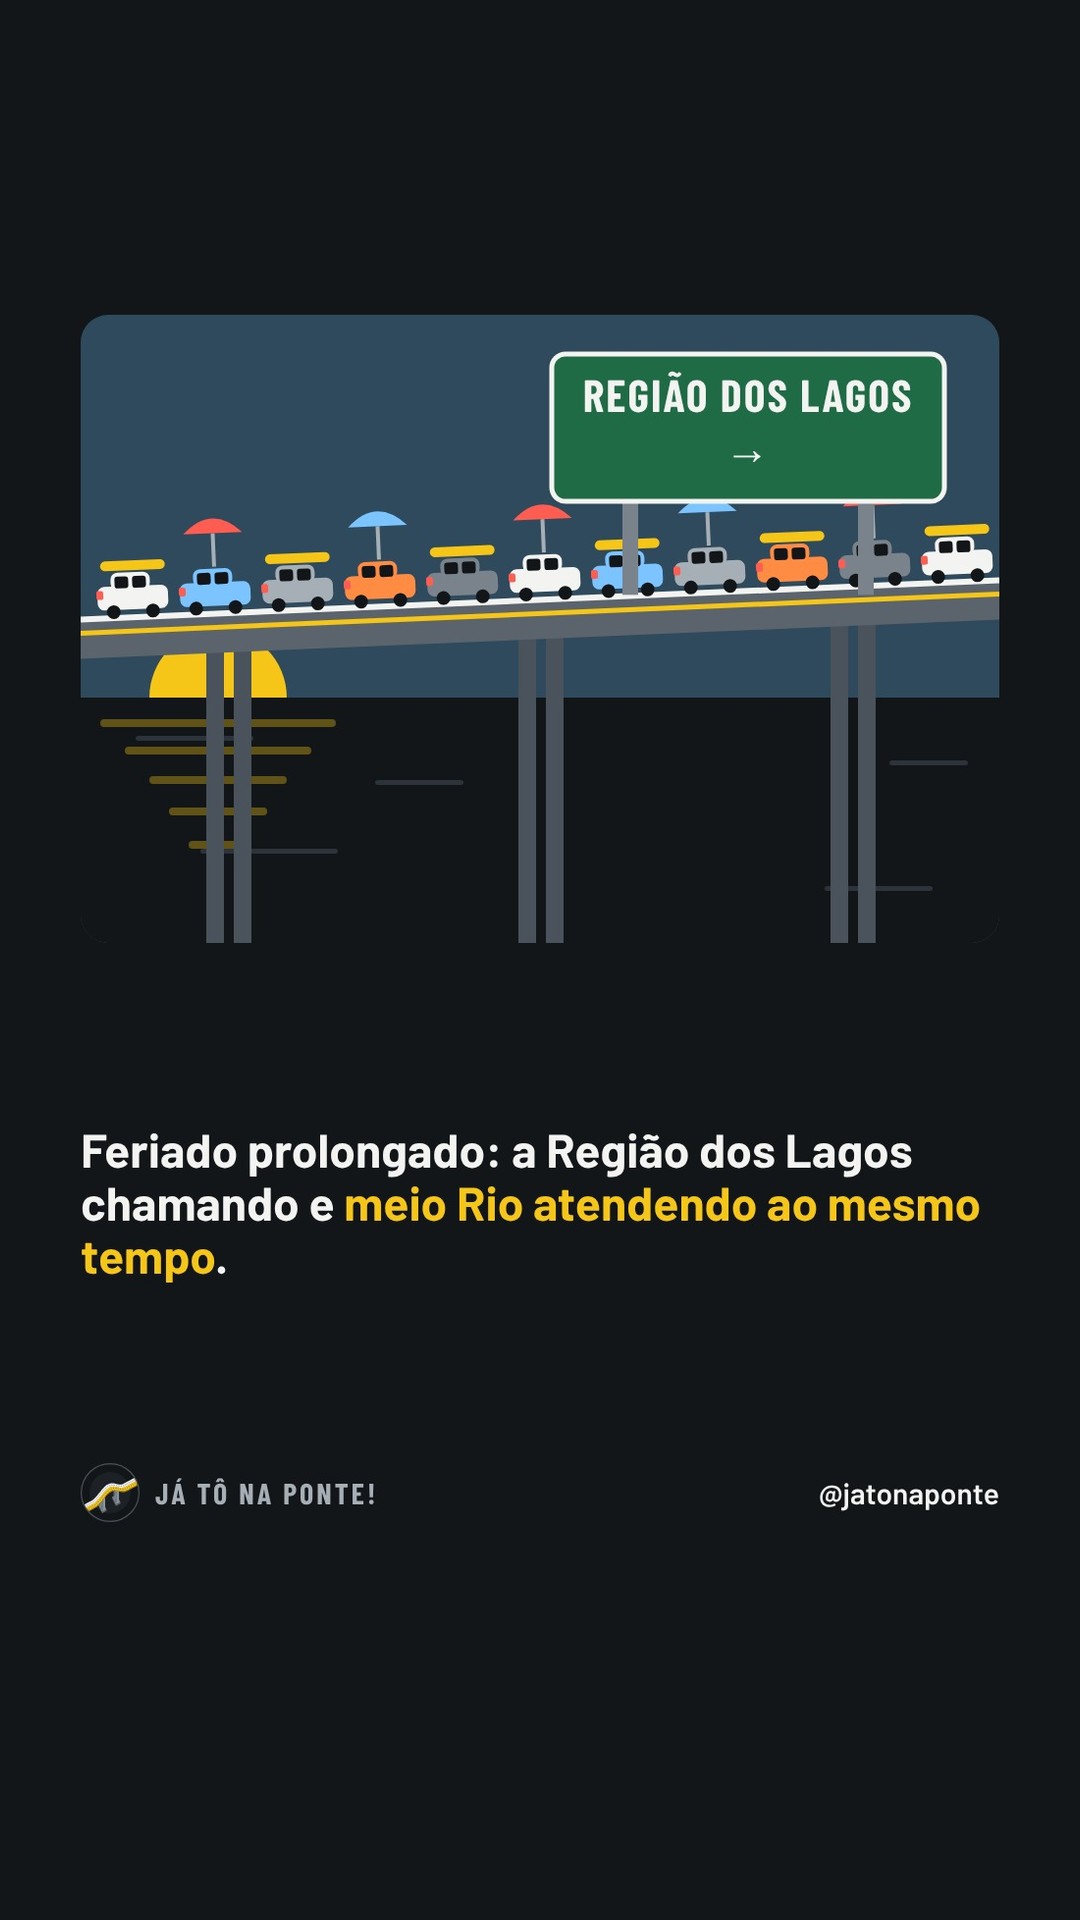 REGIÃO DOS LAGOS
→
Feriado prolongado: a Região dos Lagos
chamando e meio Rio atendendo ao mesmo
tempo.
JÁ TÔ NA PONTE!
@jatonaponte